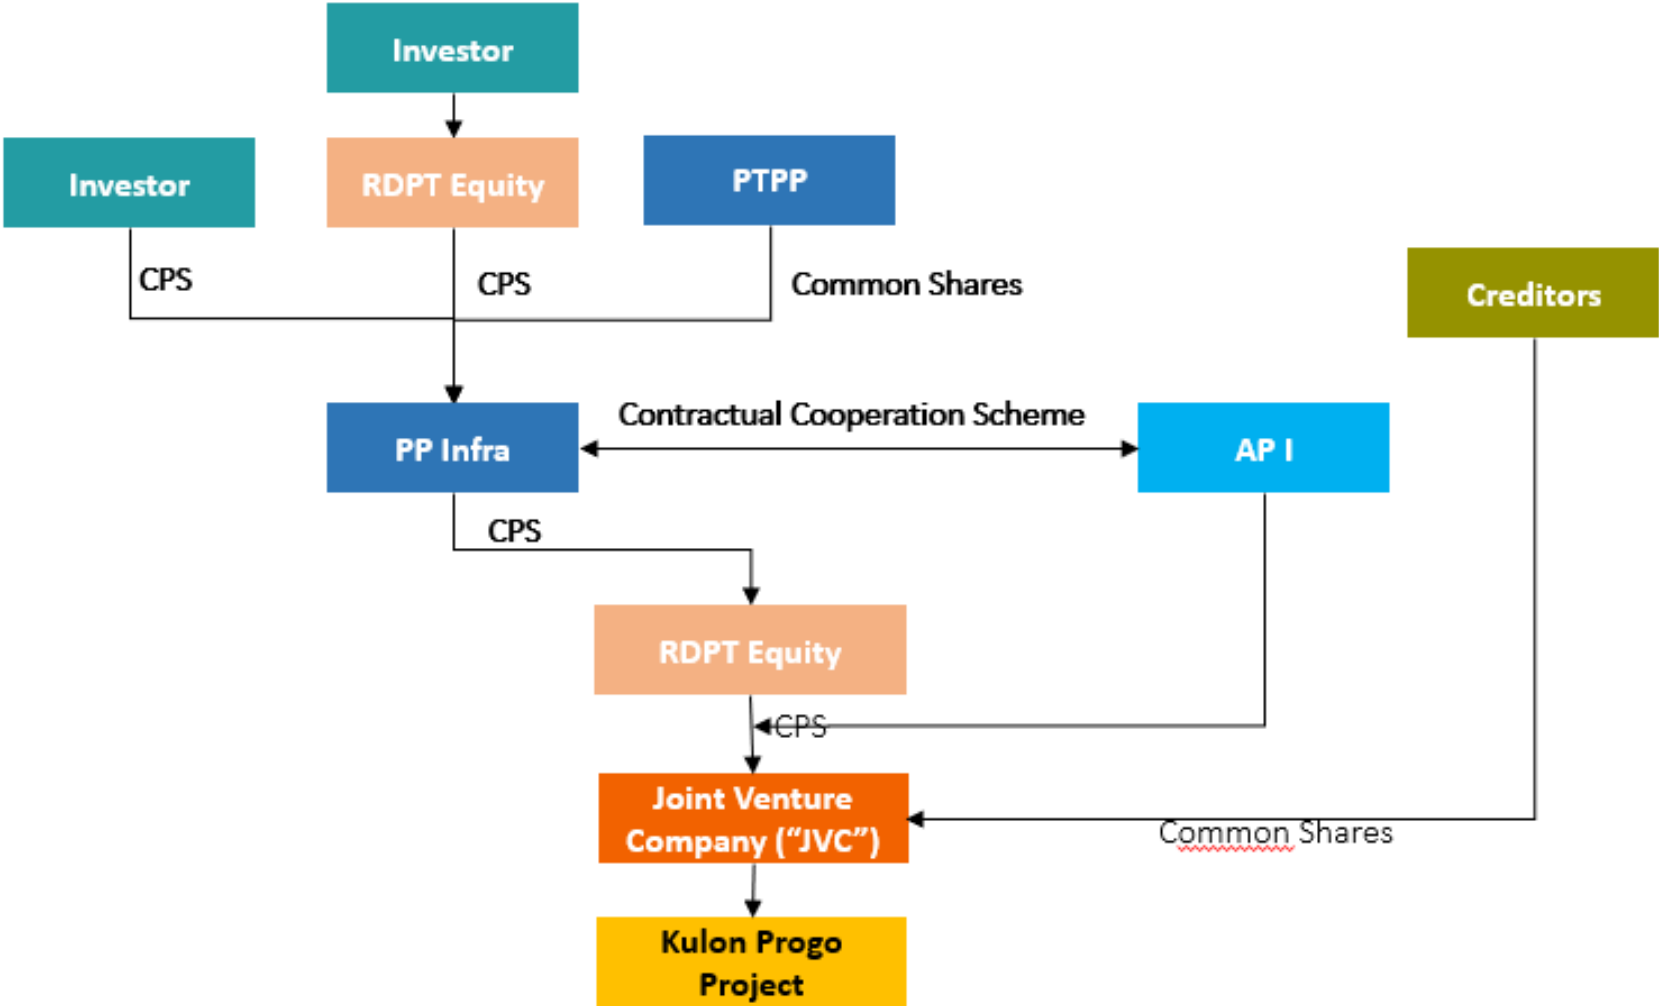 Investor
Investor
RDPT Equity
PTPP
CPS
CPS
Common Shares
Creditors
PP Infra
Contractual Cooperation Scheme
AP I
CPS
RDPT Equity
CPS
Joint Venture
Company (“JVC”)
Common Shares
Kulon Progo
Project